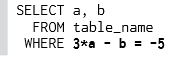 SELECT a, b
FROM table_name
WHERE 3*a - b = -5